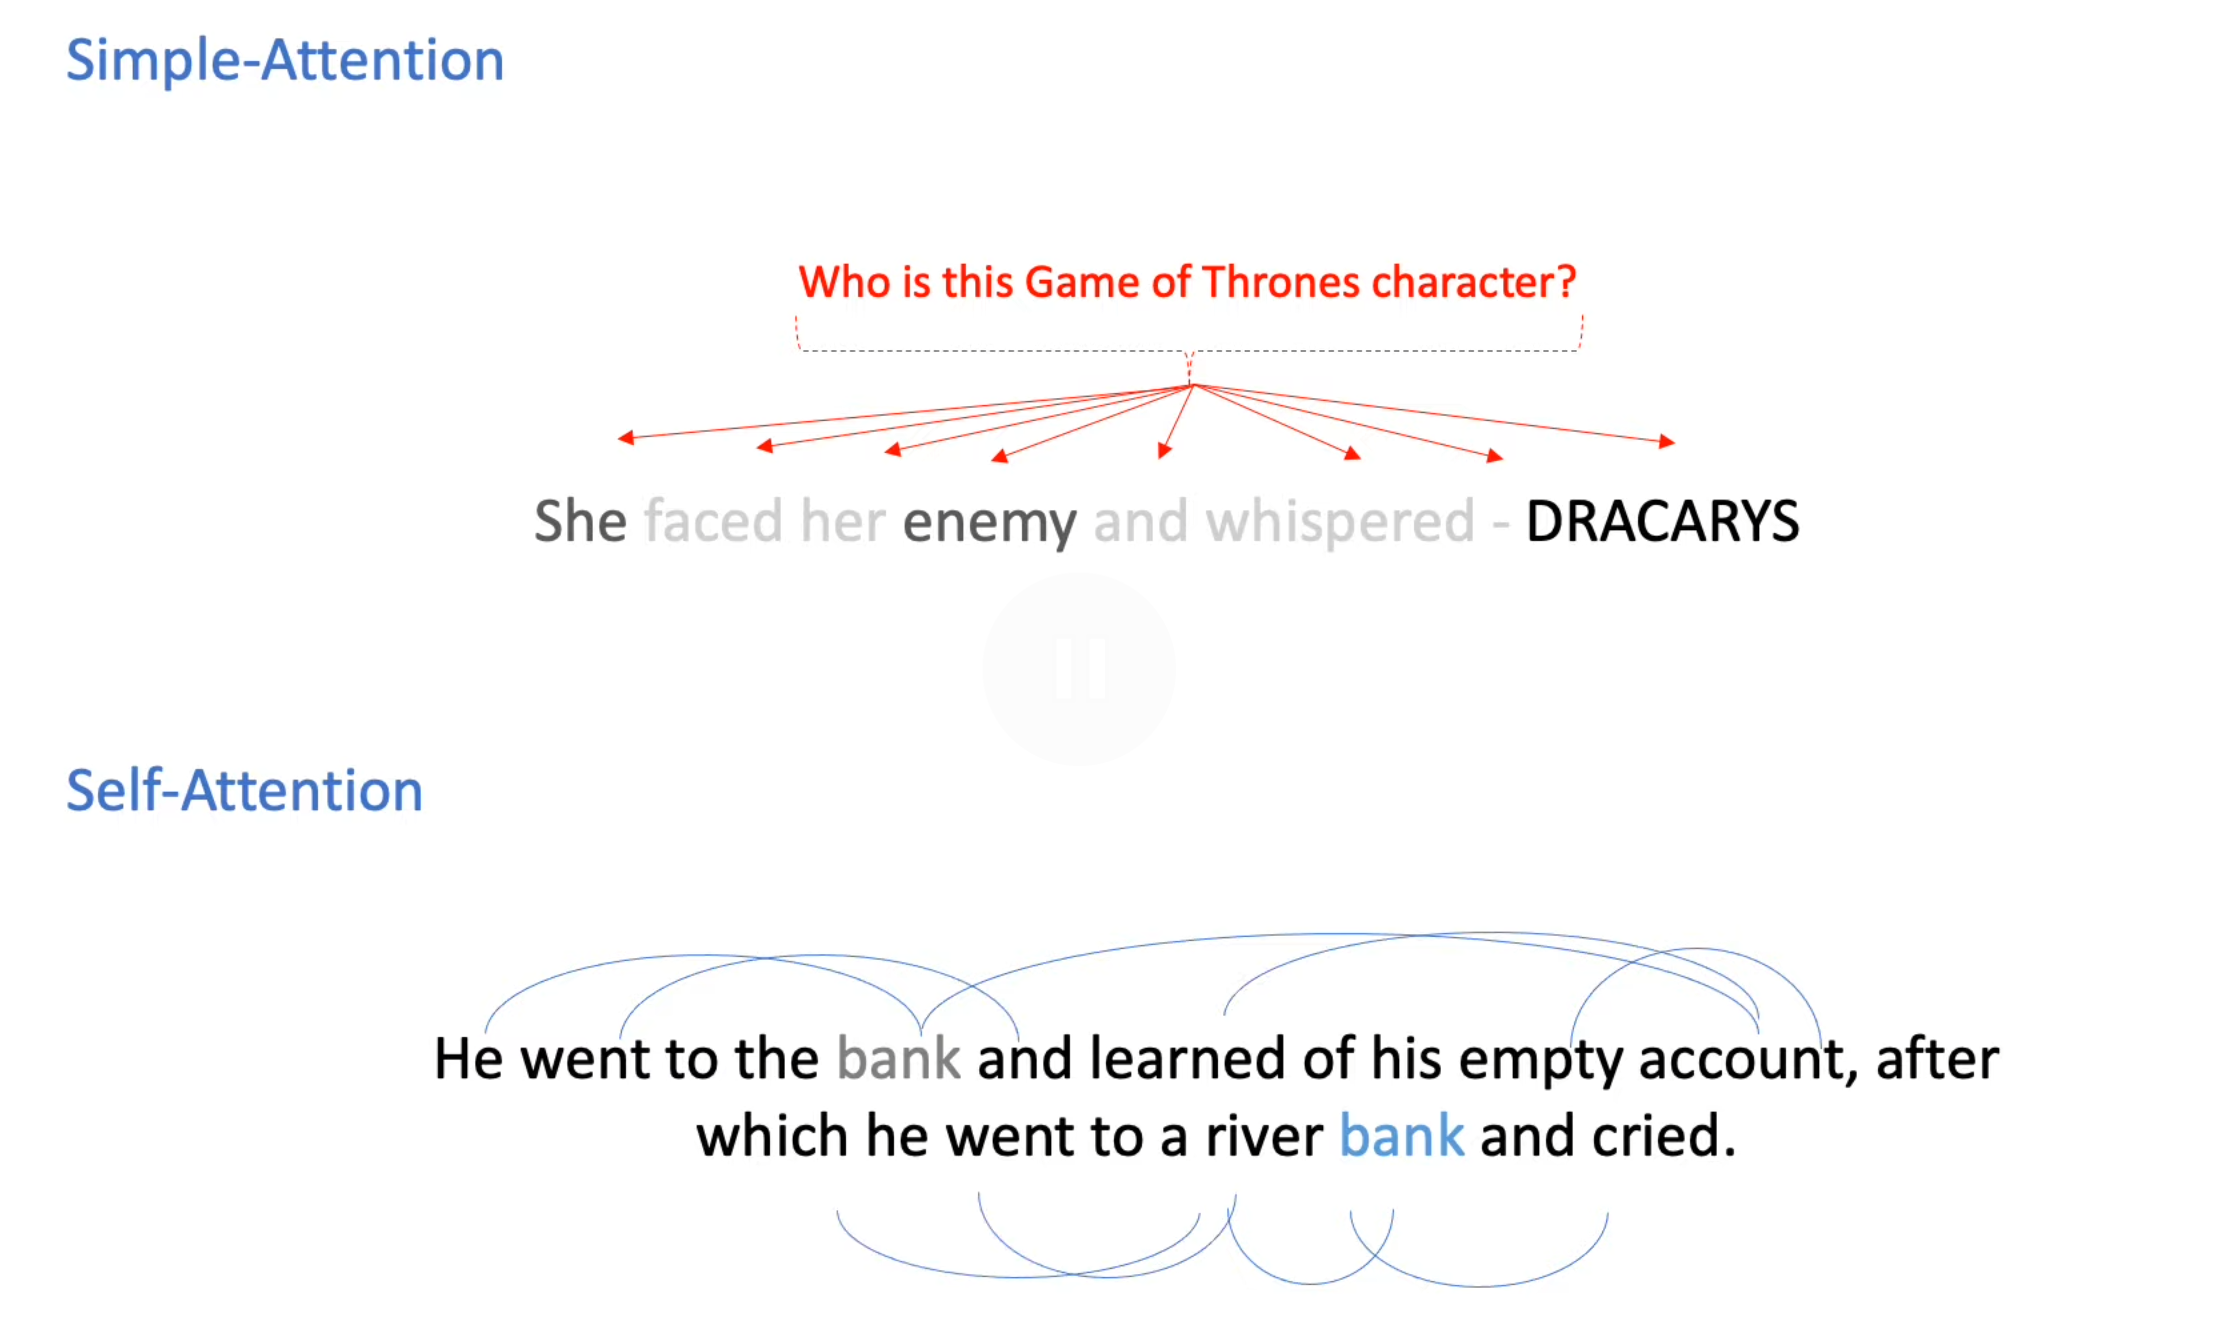 Simple-Attention
Who is this Game of Thrones character?
She faced her enemy and whispered - DRACARYS
Self-Attention
He went to the bank and learned of his empty account, after
which he went to a river bank and cried.